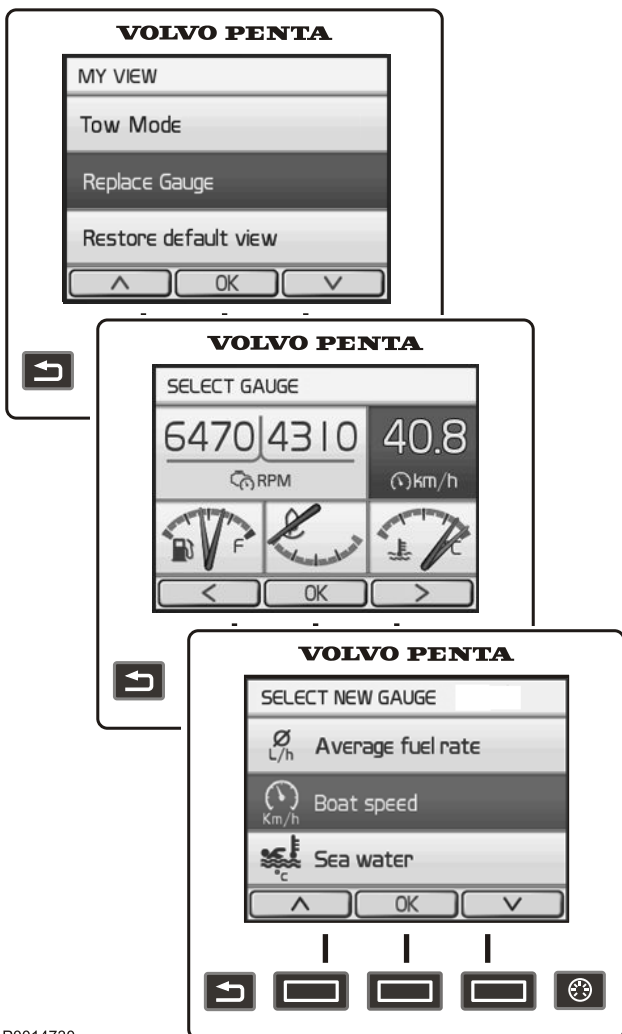 VOLVO PENTA
MY VIEW
Tow Mode
Replace Gauge
Restore default view
OK
VOLVO PENTA
SELECT GAUGE
6470 4310 40.8
RPM km/h
F C
OK
VOLVO PENTA
SELECT NEW GAUGE
L/h Average fuel rate
Km/h Boat speed
°c Sea water
OK